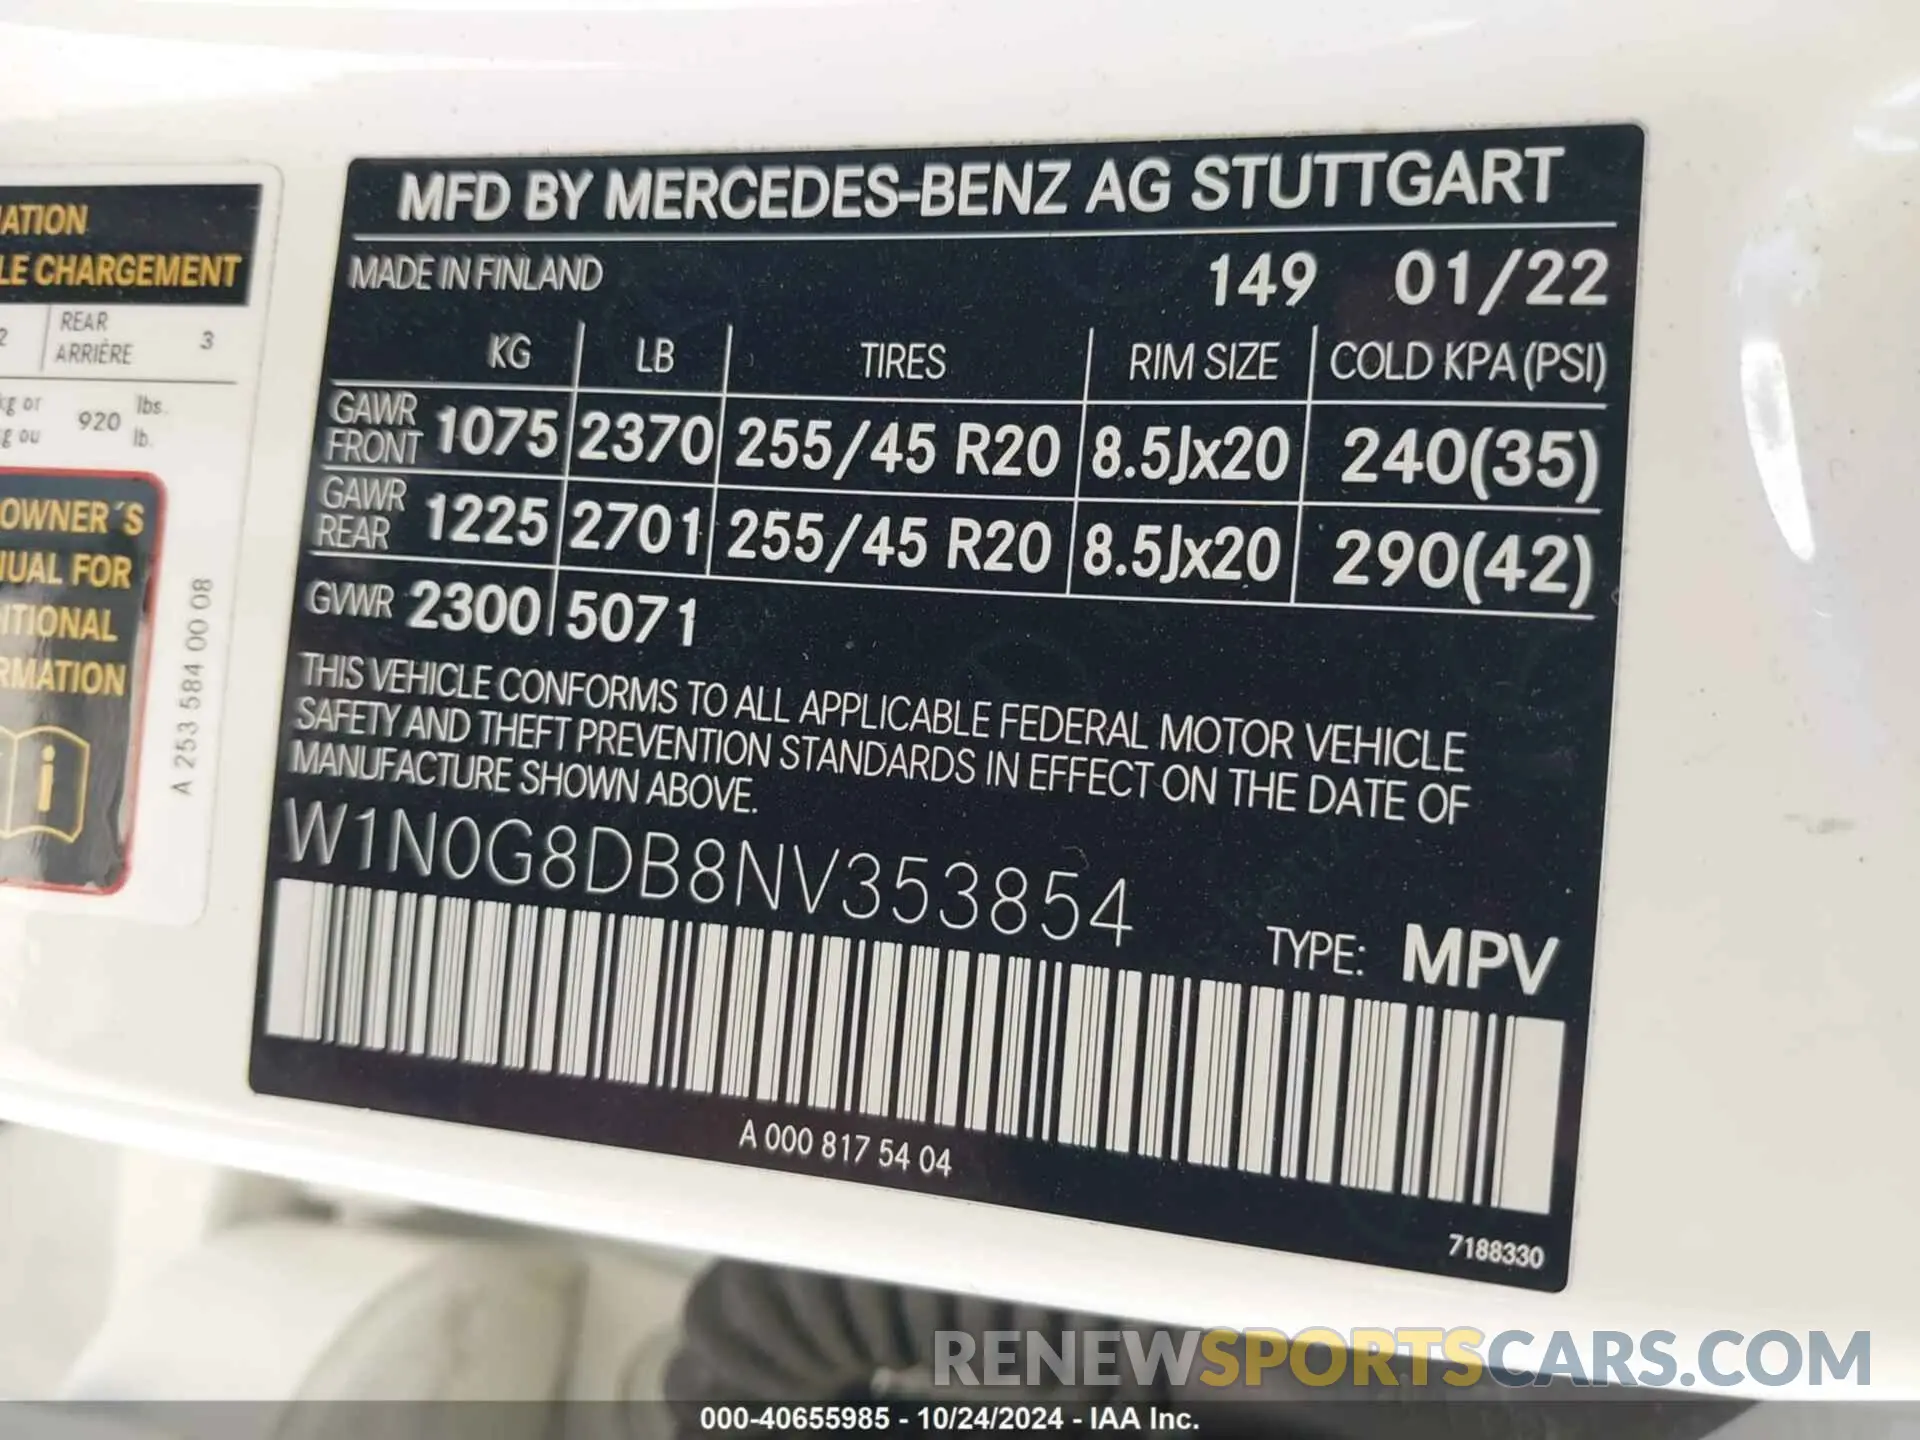 MFD BY MERCEDES-BENZ AG STUTTGART
MADE IN FINLAND 149 01/22
KG LB TIRES RIM SIZE COLD KPA (PSI)
GAWR FRONT 1075 2370 255/45 R20 8.5Jx20 240(35)
GAWR REAR 1225 2701 255/45 R20 8.5Jx20 290(42)
GVWR 2300 5071
THIS VEHICLE CONFORMS TO ALL APPLICABLE FEDERAL MOTOR VEHICLE
SAFETY AND THEFT PREVENTION STANDARDS IN EFFECT ON THE DATE OF
MANUFACTURE SHOWN ABOVE.
W1N0G8DB8NV353854
TYPE: MPV
A 000 817 54 04
7188330
LE CHARGEMENT
2 REAR 3
ARRIÈRE
kg or 920 lbs.
ou lb.
OWNER´S
FOR
A 253 584 00 08
RENEWSPORTSCARS.COM
000-40655985 - 10/24/2024 - IAA Inc.